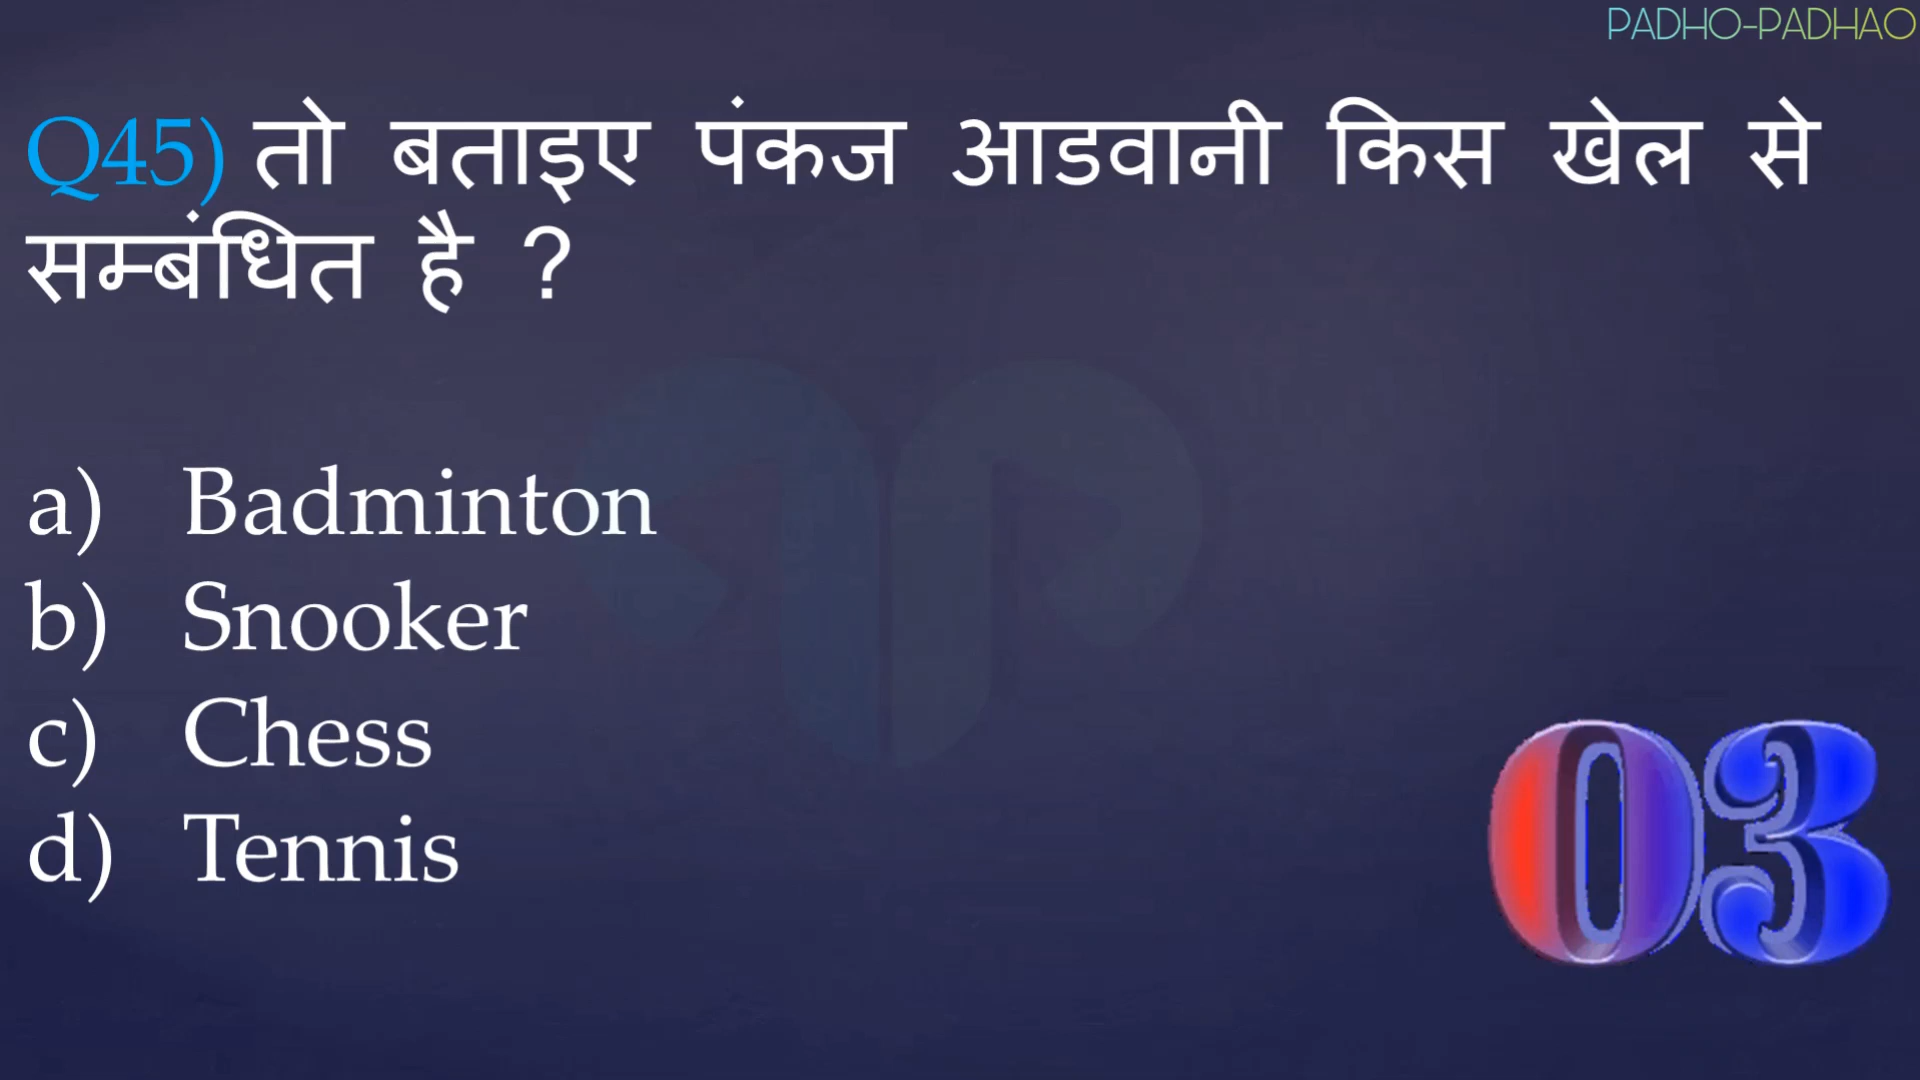 PADHO-PADHAO
Q45) तो बताइए पंकज आडवानी किस खेल से
सम्बंधित है ?
a) Badminton
b) Snooker
c) Chess
d) Tennis
03